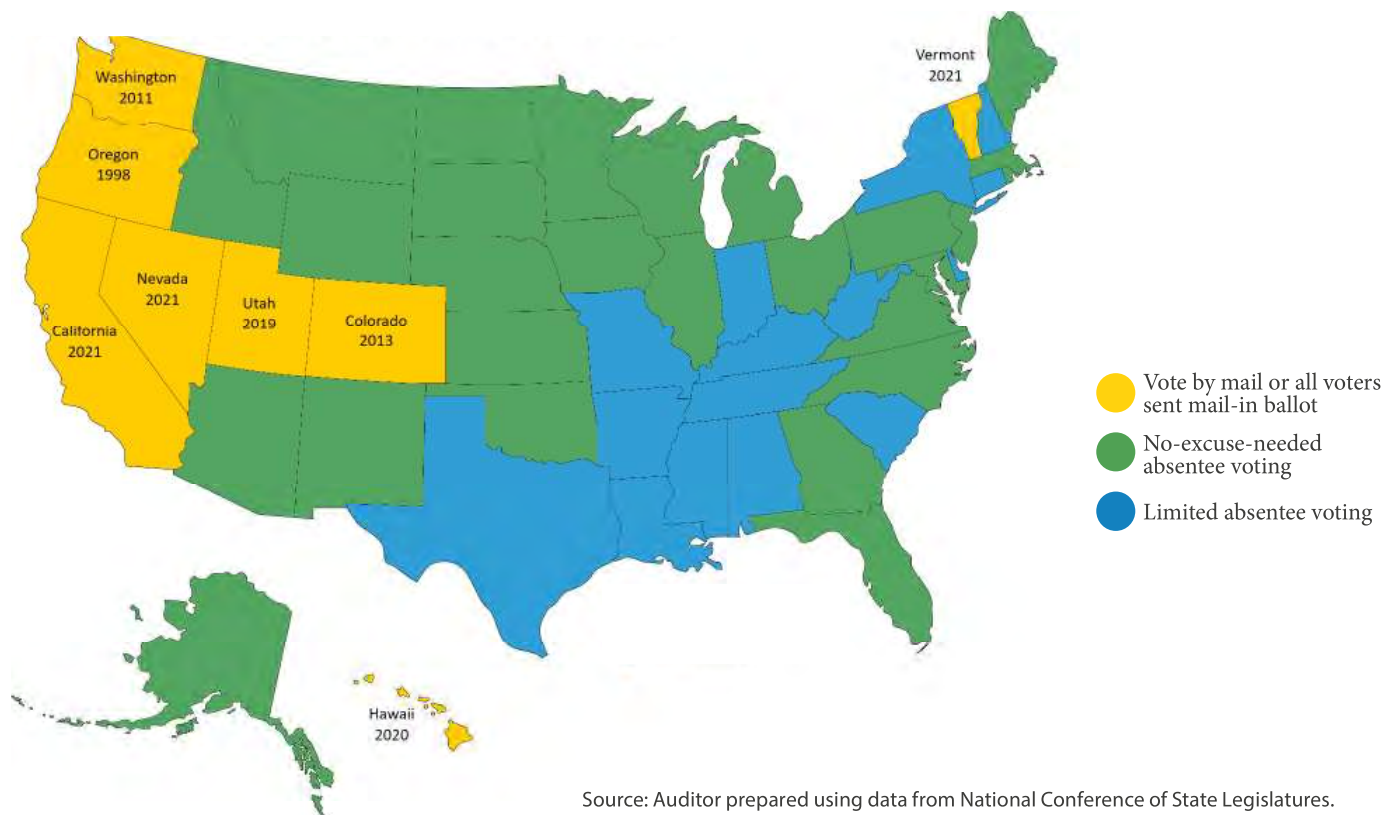 Vermont
2021
Washington
2011
Oregon
1998
Nevada
2021
Utah
2019
Colorado
2013
California
2021
Vote by mail or all voters
sent mail-in ballot
No-excuse-needed
absentee voting
Limited absentee voting
Hawaii
2020
Source: Auditor prepared using data from National Conference of State Legislatures.